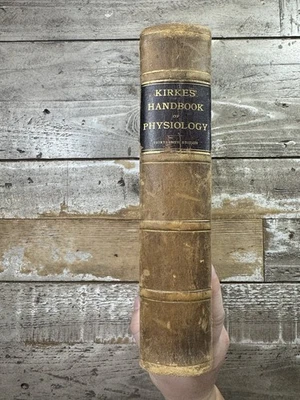 KIRKES'
HANDBOOK
OF
PHYSIOLOGY